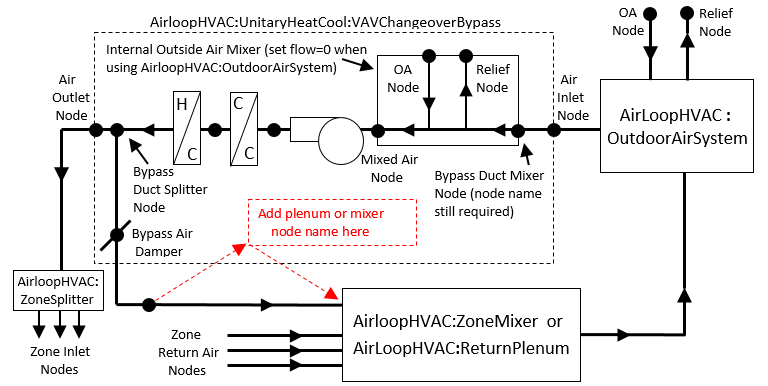 AirloopHVAC:UnitaryHeatCool:VAVChangeoverBypass
OA
Node
Relief
Node
Internal Outside Air Mixer (set flow=0 when
using AirloopHVAC:OutdoorAirSystem)
OA
Node
Relief
Node
Air
Outlet
Node
Air
Inlet
Node
AirLoopHVAC :
OutdoorAirSystem
H
C
C
C
Mixed Air
Node
Bypass
Duct Splitter
Node
Bypass Duct Mixer
Node (node name
still required)
Add plenum or mixer
node name here
Bypass Air
Damper
AirloopHVAC:
ZoneSplitter
Zone Inlet
Nodes
Zone
Return Air
Nodes
AirloopHVAC:ZoneMixer or
AirLoopHVAC:ReturnPlenum